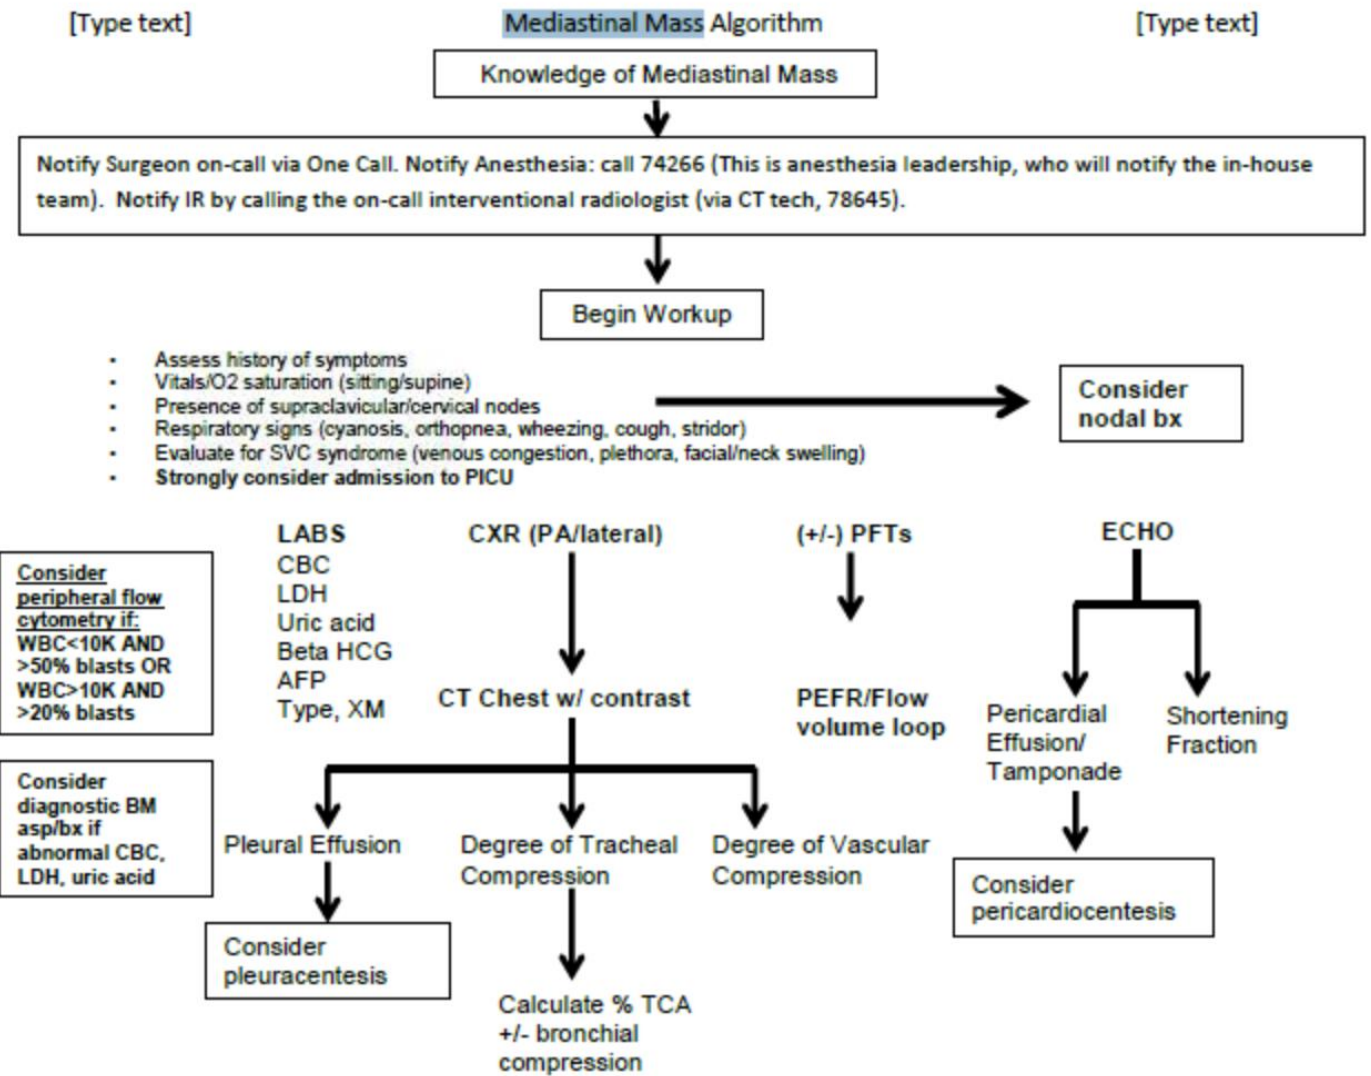 [Type text]
Mediastinal Mass Algorithm
[Type text]
Knowledge of Mediastinal Mass
Notify Surgeon on-call via One Call. Notify Anesthesia: call 74266 (This is anesthesia leadership, who will notify the in-house
team).  Notify IR by calling the on-call interventional radiologist (via CT tech, 78645).
Begin Workup
• Assess history of symptoms
• Vitals/O2 saturation (sitting/supine)
• Presence of supraclavicular/cervical nodes
• Respiratory signs (cyanosis, orthopnea, wheezing, cough, stridor)
• Evaluate for SVC syndrome (venous congestion, plethora, facial/neck swelling)
• Strongly consider admission to PICU
Consider
nodal bx
Consider
peripheral flow
cytometry if:
WBC<10K AND
>50% blasts OR
WBC>10K AND
>20% blasts
Consider
diagnostic BM
asp/bx if
abnormal CBC,
LDH, uric acid
LABS
CBC
LDH
Uric acid
Beta HCG
AFP
Type, XM
CXR (PA/lateral)
CT Chest w/ contrast
Pleural Effusion
Consider
pleuracentesis
Degree of Tracheal
Compression
Calculate % TCA
+/- bronchial
compression
Degree of Vascular
Compression
(+/-) PFTs
PEFR/Flow
volume loop
ECHO
Pericardial
Effusion/
Tamponade
Consider
pericardiocentesis
Shortening
Fraction